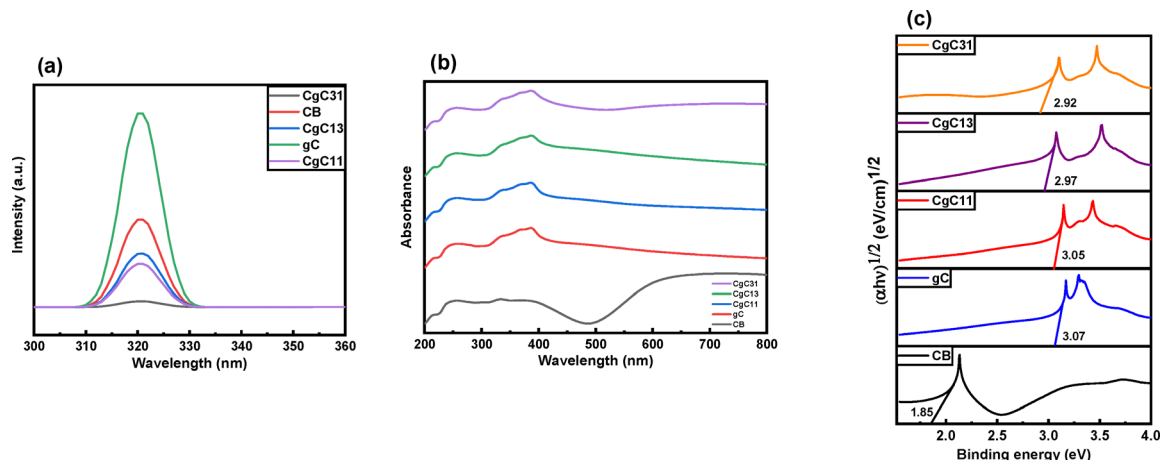 (a)
CgC31
CB
CgC13
gC
CgC11
Intensity (a.u.)
300 310 320 330 340 350 360
Wavelength (nm)
(b)
Absorbance
CgC31
CgC13
CgC11
gC
CB
200 300 400 500 600 700 800
Wavelength (nm)
(c)
(αhν)1/2 (eV/cm)1/2
CgC31
2.92
CgC13
2.97
CgC11
3.05
gC
3.07
CB
1.85
2.0 2.5 3.0 3.5 4.0
Binding energy (eV)